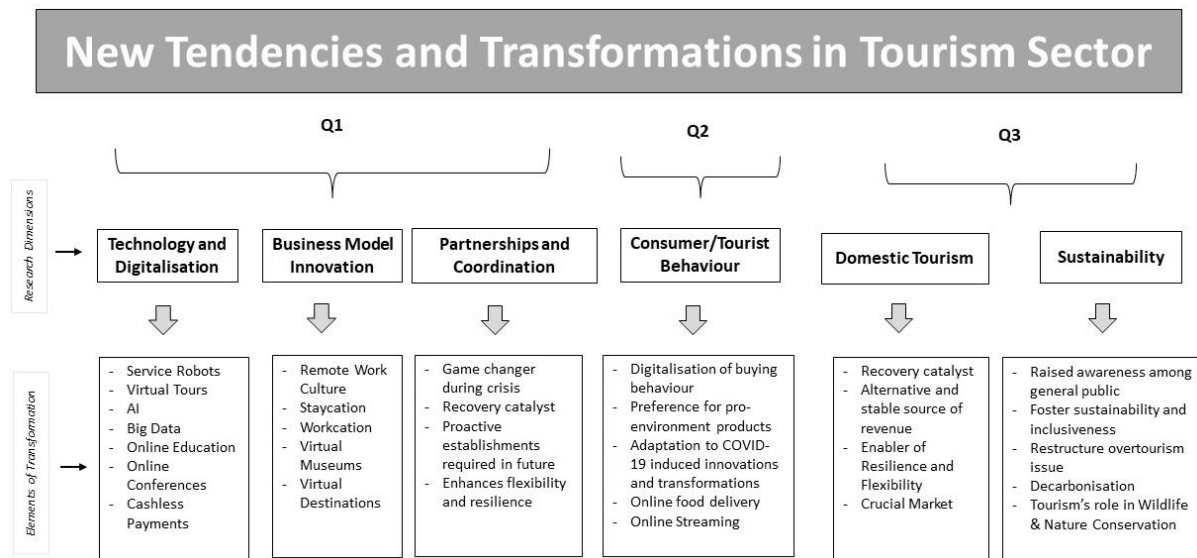 New Tendencies and Transformations in Tourism Sector
Q1
Q2
Q3
Research Dimensions
Technology and
Digitalisation
Business Model
Innovation
Partnerships and
Coordination
Consumer/Tourist
Behaviour
Domestic Tourism
Sustainability
Elements of Transformation
- Service Robots
- Virtual Tours
- AI
- Big Data
- Online Education
- Online
Conferences
- Cashless
Payments
- Remote Work
Culture
- Staycation
- Workcation
- Virtual
Museums
- Virtual
Destinations
- Game changer
during crisis
- Recovery catalyst
- Proactive
establishments
required in future
- Enhances flexibility
and resilience
- Digitalisation of buying
behaviour
- Preference for pro-
environment products
- Adaptation to COVID-
19 induced innovations
and transformations
- Online food delivery
- Online Streaming
- Recovery catalyst
- Alternative and
stable source of
revenue
- Enabler of
Resilience and
Flexibility
- Crucial Market
- Raised awareness among
general public
- Foster sustainability and
inclusiveness
- Restructure overtourism
issue
- Decarbonisation
- Tourism's role in Wildlife
& Nature Conservation